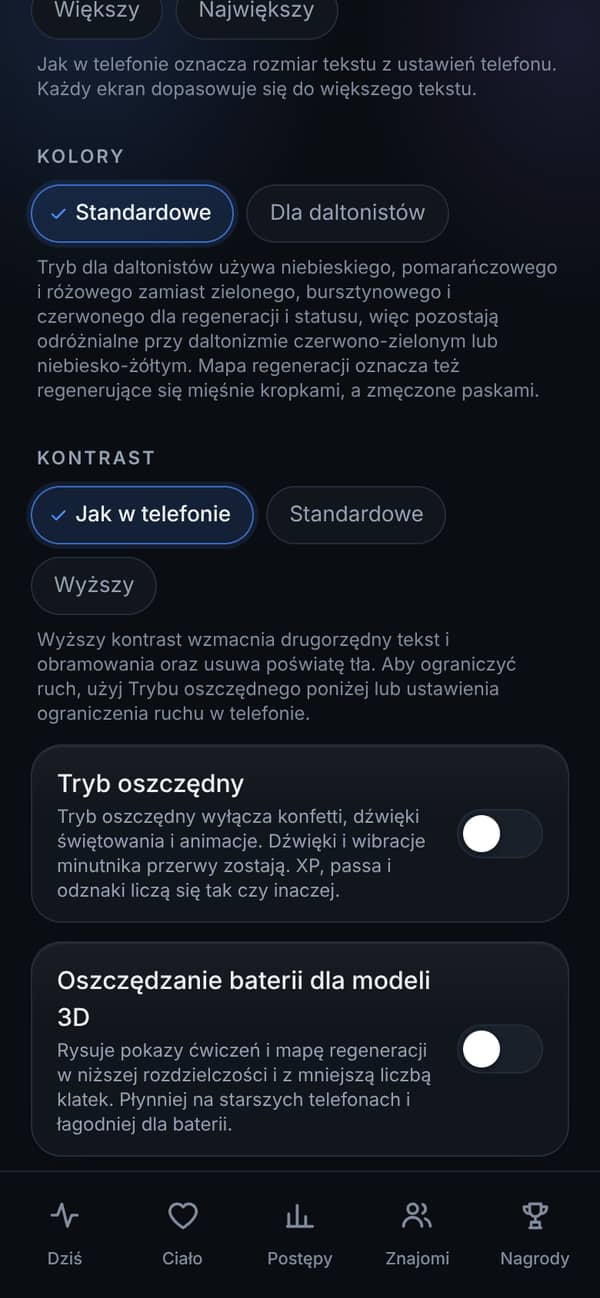 Większy
Największy
Jak w telefonie oznacza rozmiar tekstu z ustawień telefonu.
Każdy ekran dopasowuje się do większego tekstu.
KOLORY
Standardowe
Dla daltonistów
Tryb dla daltonistów używa niebieskiego, pomarańczowego
i różowego zamiast zielonego, bursztynowego i
czerwonego dla regeneracji i statusu, więc pozostają
odróżnialne przy daltonizmie czerwono-zielonym lub
niebiesko-żółtym. Mapa regeneracji oznacza też
regenerujące się mięśnie kropkami, a zmęczone paskami.
KONTRAST
Jak w telefonie
Standardowe
Wyższy
Wyższy kontrast wzmacnia drugorzędny tekst i
obramowania oraz usuwa poświatę tła. Aby ograniczyć
ruch, użyj Trybu oszczędnego poniżej lub ustawienia
ograniczenia ruchu w telefonie.
Tryb oszczędny
Tryb oszczędny wyłącza konfetti, dźwięki
świętowania i animacje. Dźwięki i wibracje
minutnika przerwy zostają. XP, passa i
odznaki liczą się tak czy inaczej.
Oszczędzanie baterii dla modeli
3D
Rysuje pokazy ćwiczeń i mapę regeneracji
w niższej rozdzielczości i z mniejszą liczbą
klatek. Płynniej na starszych telefonach i
łagodniej dla baterii.
Dziś
Ciało
Postępy
Znajomi
Nagrody